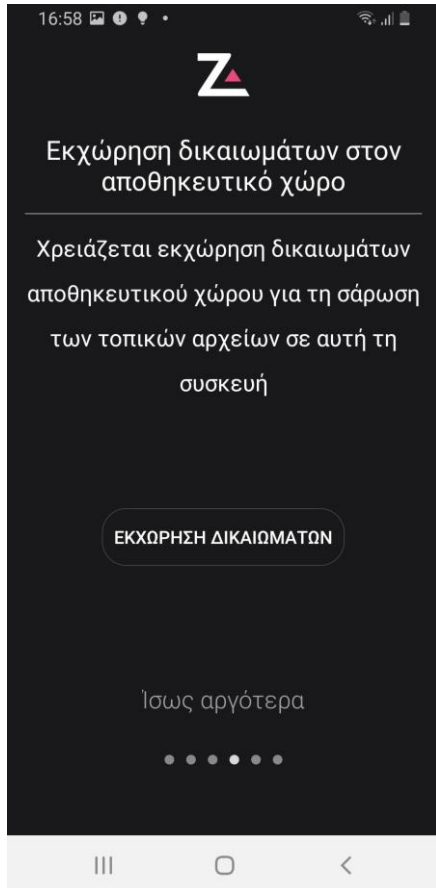 16:58
Z
Εκχώρηση δικαιωμάτων στον
αποθηκευτικό χώρο
Χρειάζεται εκχώρηση δικαιωμάτων
αποθηκευτικού χώρου για τη σάρωση
των τοπικών αρχείων σε αυτή τη
συσκευή
ΕΚΧΩΡΗΣΗ ΔΙΚΑΙΩΜΑΤΩΝ
Ίσως αργότερα